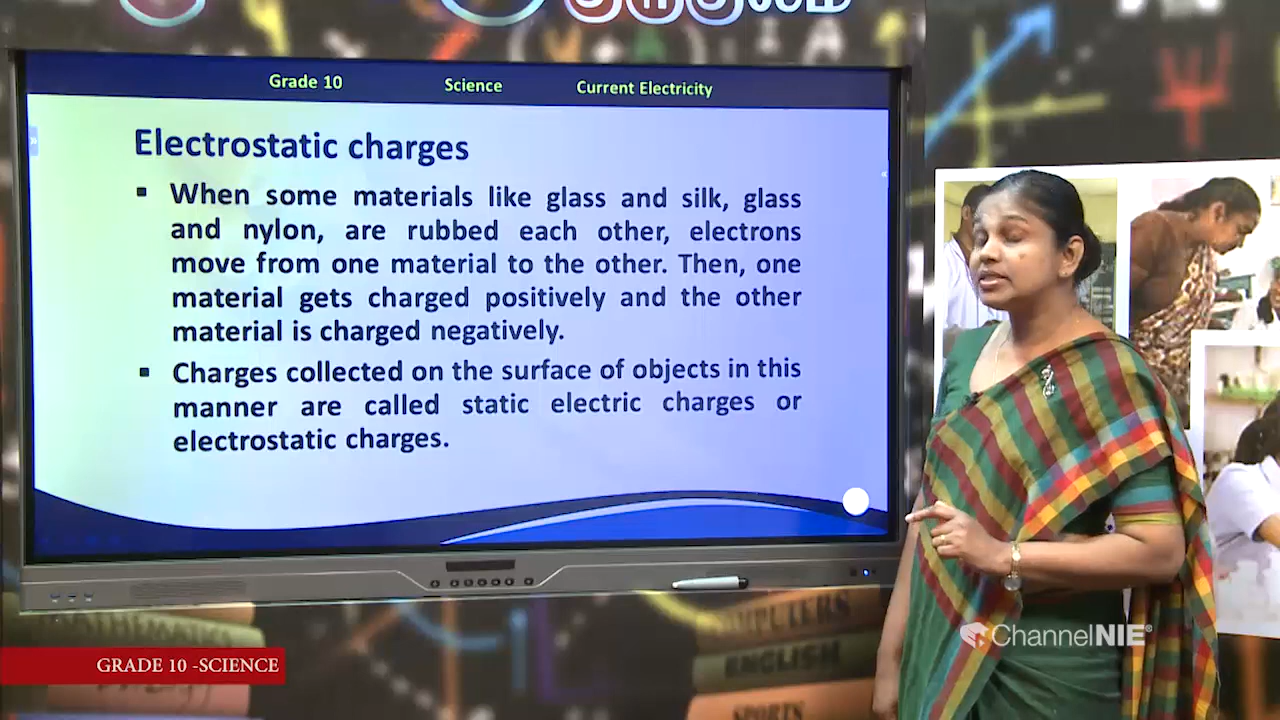 Grade 10 Science Current Electricity
Electrostatic charges
▪ When some materials like glass and silk, glass
and nylon, are rubbed each other, electrons
move from one material to the other. Then, one
material gets charged positively and the other
material is charged negatively.
▪ Charges collected on the surface of objects in this
manner are called static electric charges or
electrostatic charges.
MATHEMATICS
COMPUTERS
ENGLISH
SPORTS
GRADE 10 -SCIENCE
ChannelNIE®